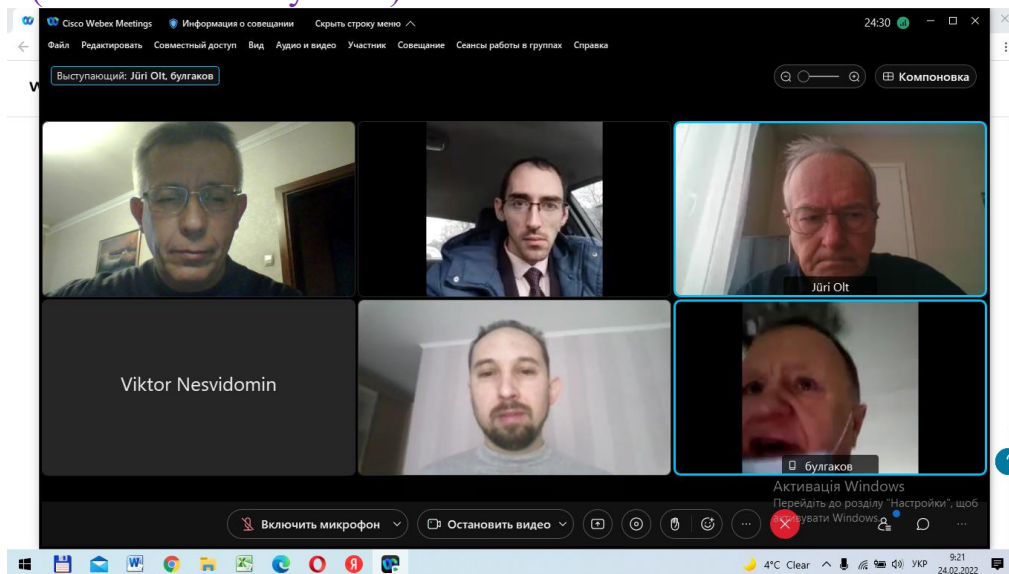 Cisco Webex Meetings Информация о совещании Скрыть строку меню 24:30
Файл Редактировать Совместный доступ Вид Аудио и видео Участник Совещание Сеансы работы в группах Справка
Выступающий: Jüri Olt, булгаков
Компоновка
Jüri Olt
Viktor Nesvidomin
булгаков
Активація Windows
Перейдіть до розділу "Настройки", щоб
активувати Windows.
Включить микрофон Остановить видео
4°C Clear УКР 9:21
24.02.2022